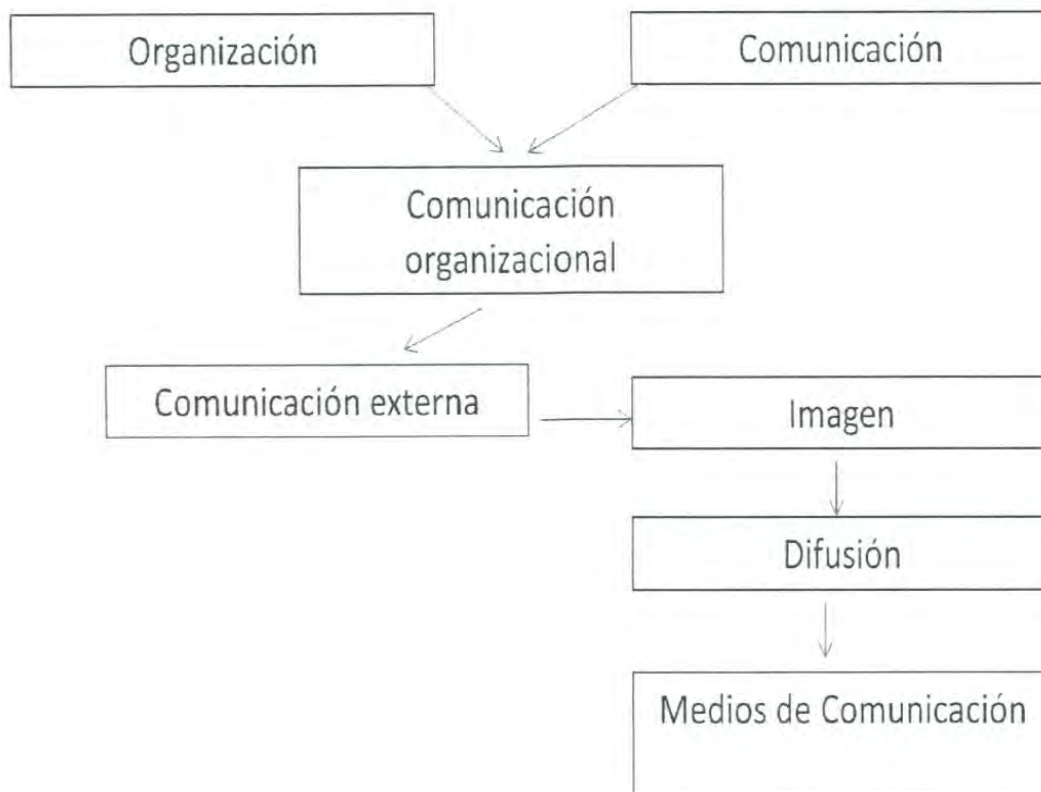 Organización
Comunicación
Comunicación
organizacional
Comunicación externa
Imagen
Difusión
Medios de Comunicación